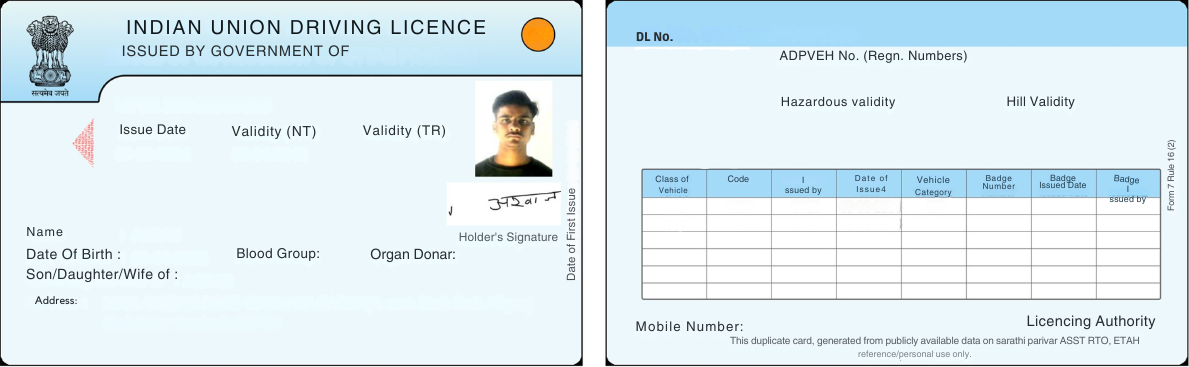 INDIAN UNION DRIVING LICENCE
ISSUED BY GOVERNMENT OF
सत्यमेव जयते
Issue Date
Validity (NT)
Validity (TR)
Holder's Signature
Date of First Issue
Name
Date Of Birth :
Blood Group:
Organ Donar:
Son/Daughter/Wife of :
Address:
DL No.
ADPVEH No. (Regn. Numbers)
Hazardous validity
Hill Validity
Form 7 Rule 16 (2)
Class of Vehicle
Code
I ssued by
Date of Issue4
Vehicle Category
Badge Number
Badge Issued Date
Badge I ssued by
Mobile Number:
Licencing Authority
This duplicate card, generated from publicly available data on sarathi parivar ASST RTO, ETAH
reference/personal use only.